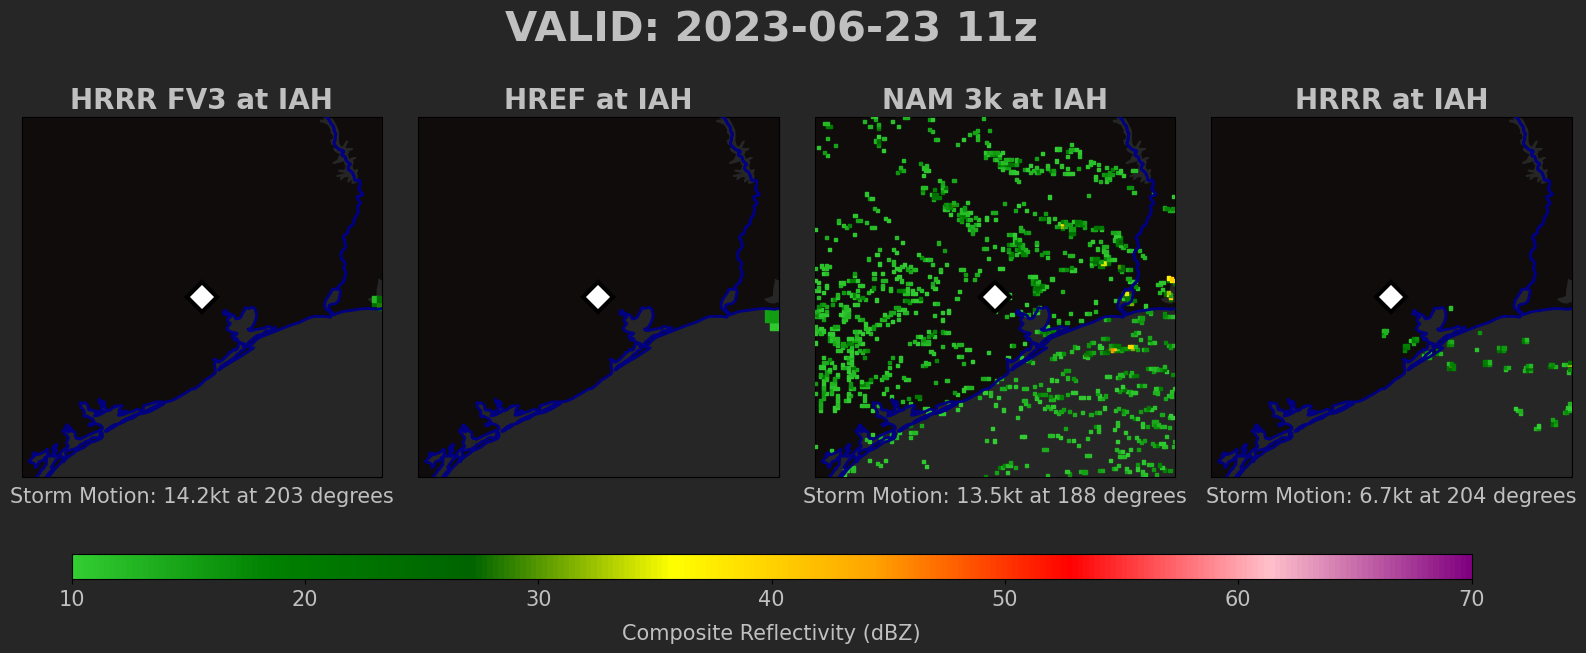 VALID: 2023-06-23 11z
HRRR FV3 at IAH
HREF at IAH
NAM 3k at IAH
HRRR at IAH
Storm Motion: 14.2kt at 203 degrees
Storm Motion: 13.5kt at 188 degrees
Storm Motion: 6.7kt at 204 degrees
10 20 30 40 50 60 70
Composite Reflectivity (dBZ)